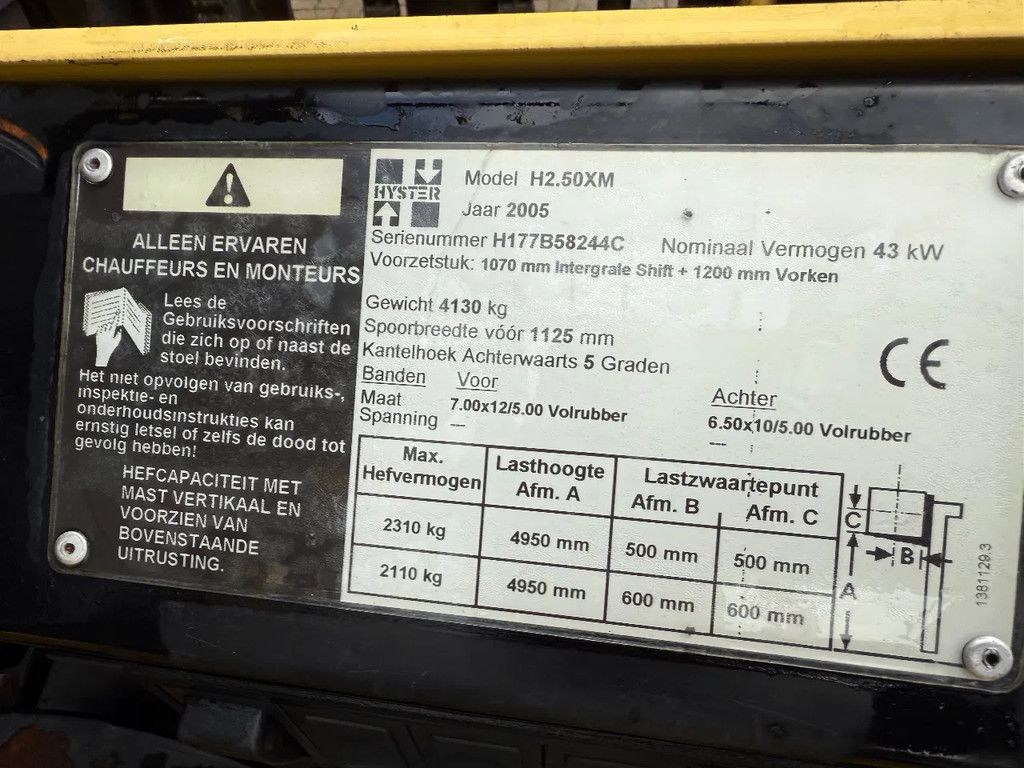 ALLEEN ERVAREN
CHAUFFEURS EN MONTEURS
Lees de
Gebruiksvoorschriften
die zich op of naast de
stoel bevinden.
Het niet opvolgen van gebruiks-,
inspektie- en
onderhoudsinstrukties kan
ernstig letsel of zelfs de dood tot
gevolg hebben!
HEFCAPACITEIT MET
MAST VERTIKAAL EN
VOORZIEN VAN
BOVENSTAANDE
UITRUSTING.
HYSTER
Model H2.50XM
Jaar 2005
Serienummer H177B58244C Nominaal Vermogen 43 kW
Voorzetstuk: 1070 mm Intergrale Shift + 1200 mm Vorken
Gewicht 4130 kg
Spoorbreedte vóór 1125 mm
Kantelhoek Achterwaarts 5 Graden
CE
Banden Voor Achter
Maat 7.00x12/5.00 Volrubber 6.50x10/5.00 Volrubber
Spanning --- ---
Max. Hefvermogen Lasthoogte Afm. A Lastzwaartepunt Afm. B Afm. C
2310 kg 4950 mm 500 mm 500 mm
2110 kg 4950 mm 600 mm 600 mm
C
B
A
1381129.3